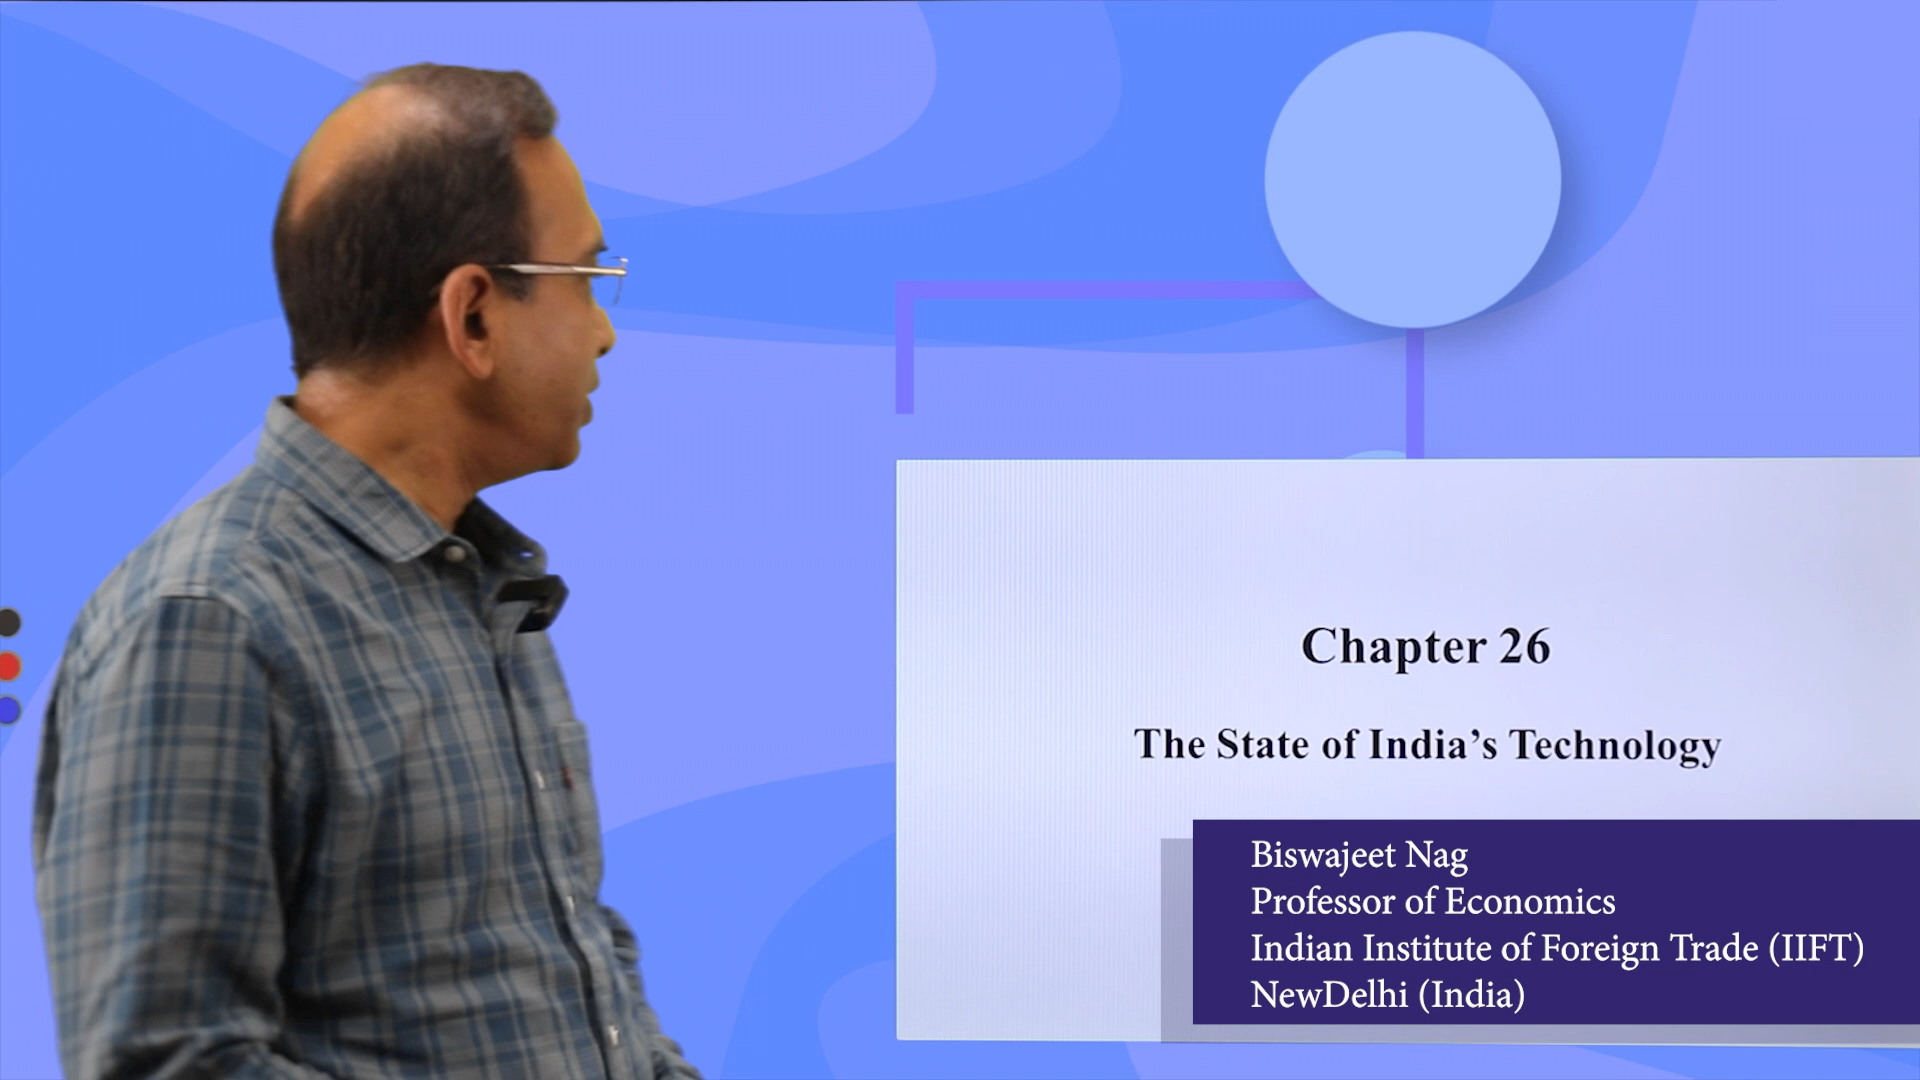 Chapter 26
The State of India’s Technology
Biswajeet Nag
Professor of Economics
Indian Institute of Foreign Trade (IIFT)
NewDelhi (India)